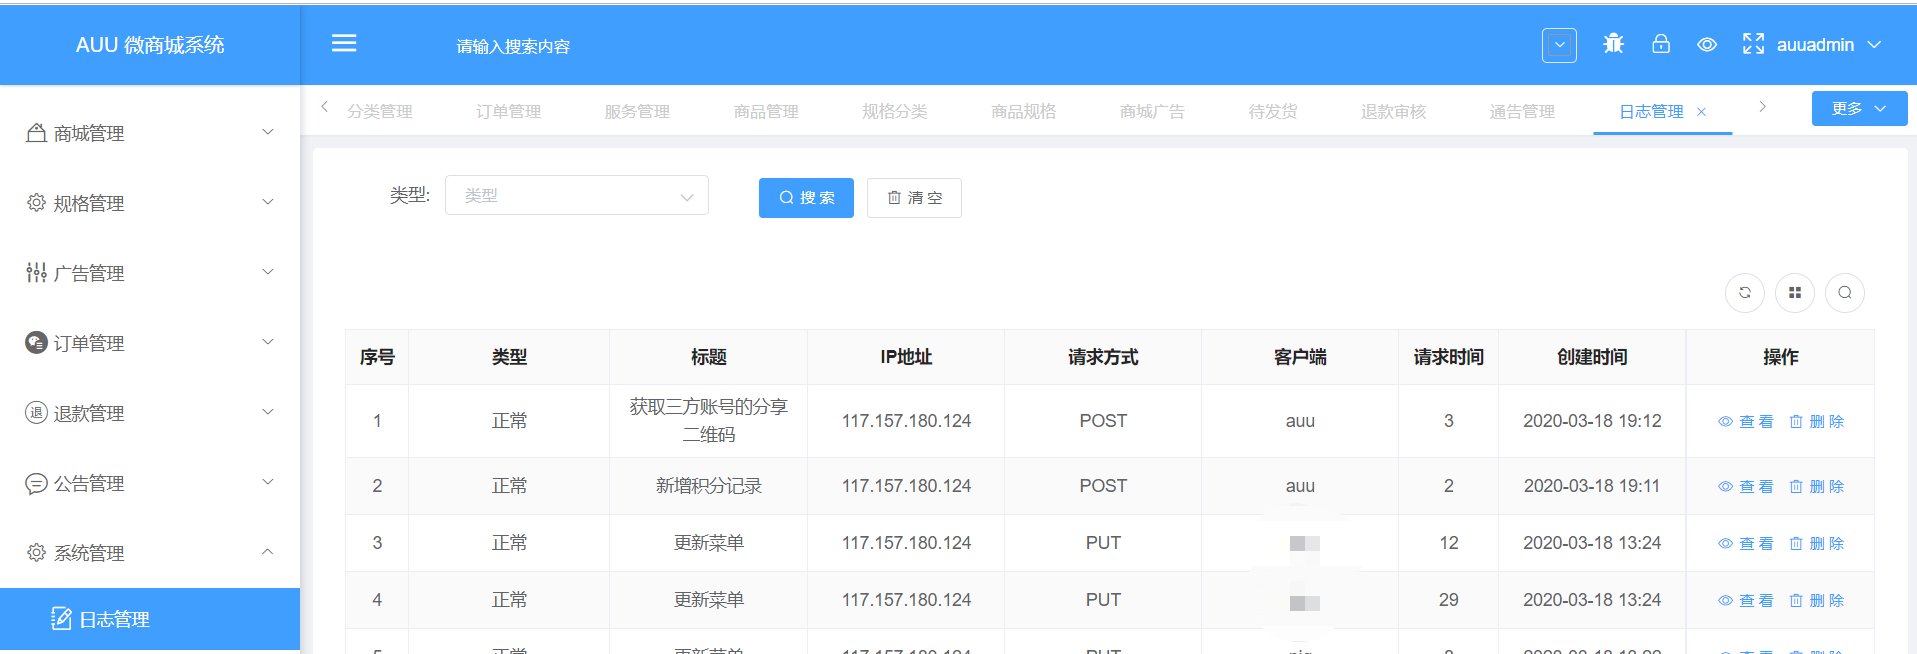 AUU 微商城系统
请输入搜索内容
auuadmin
商城管理
规格管理
广告管理
订单管理
退 退款管理
公告管理
系统管理
日志管理
分类管理 订单管理 服务管理 商品管理 规格分类 商品规格 商城广告 待发货 退款审核 通告管理 日志管理 更多
类型: 类型 搜 索 清 空
序号 类型 标题 IP地址 请求方式 客户端 请求时间 创建时间 操作
1 正常 获取三方账号的分享
二维码 117.157.180.124 POST auu 3 2020-03-18 19:12 查 看 删 除
2 正常 新增积分记录 117.157.180.124 POST auu 2 2020-03-18 19:11 查 看 删 除
3 正常 更新菜单 117.157.180.124 PUT 12 2020-03-18 13:24 查 看 删 除
4 正常 更新菜单 117.157.180.124 PUT 29 2020-03-18 13:24 查 看 删 除